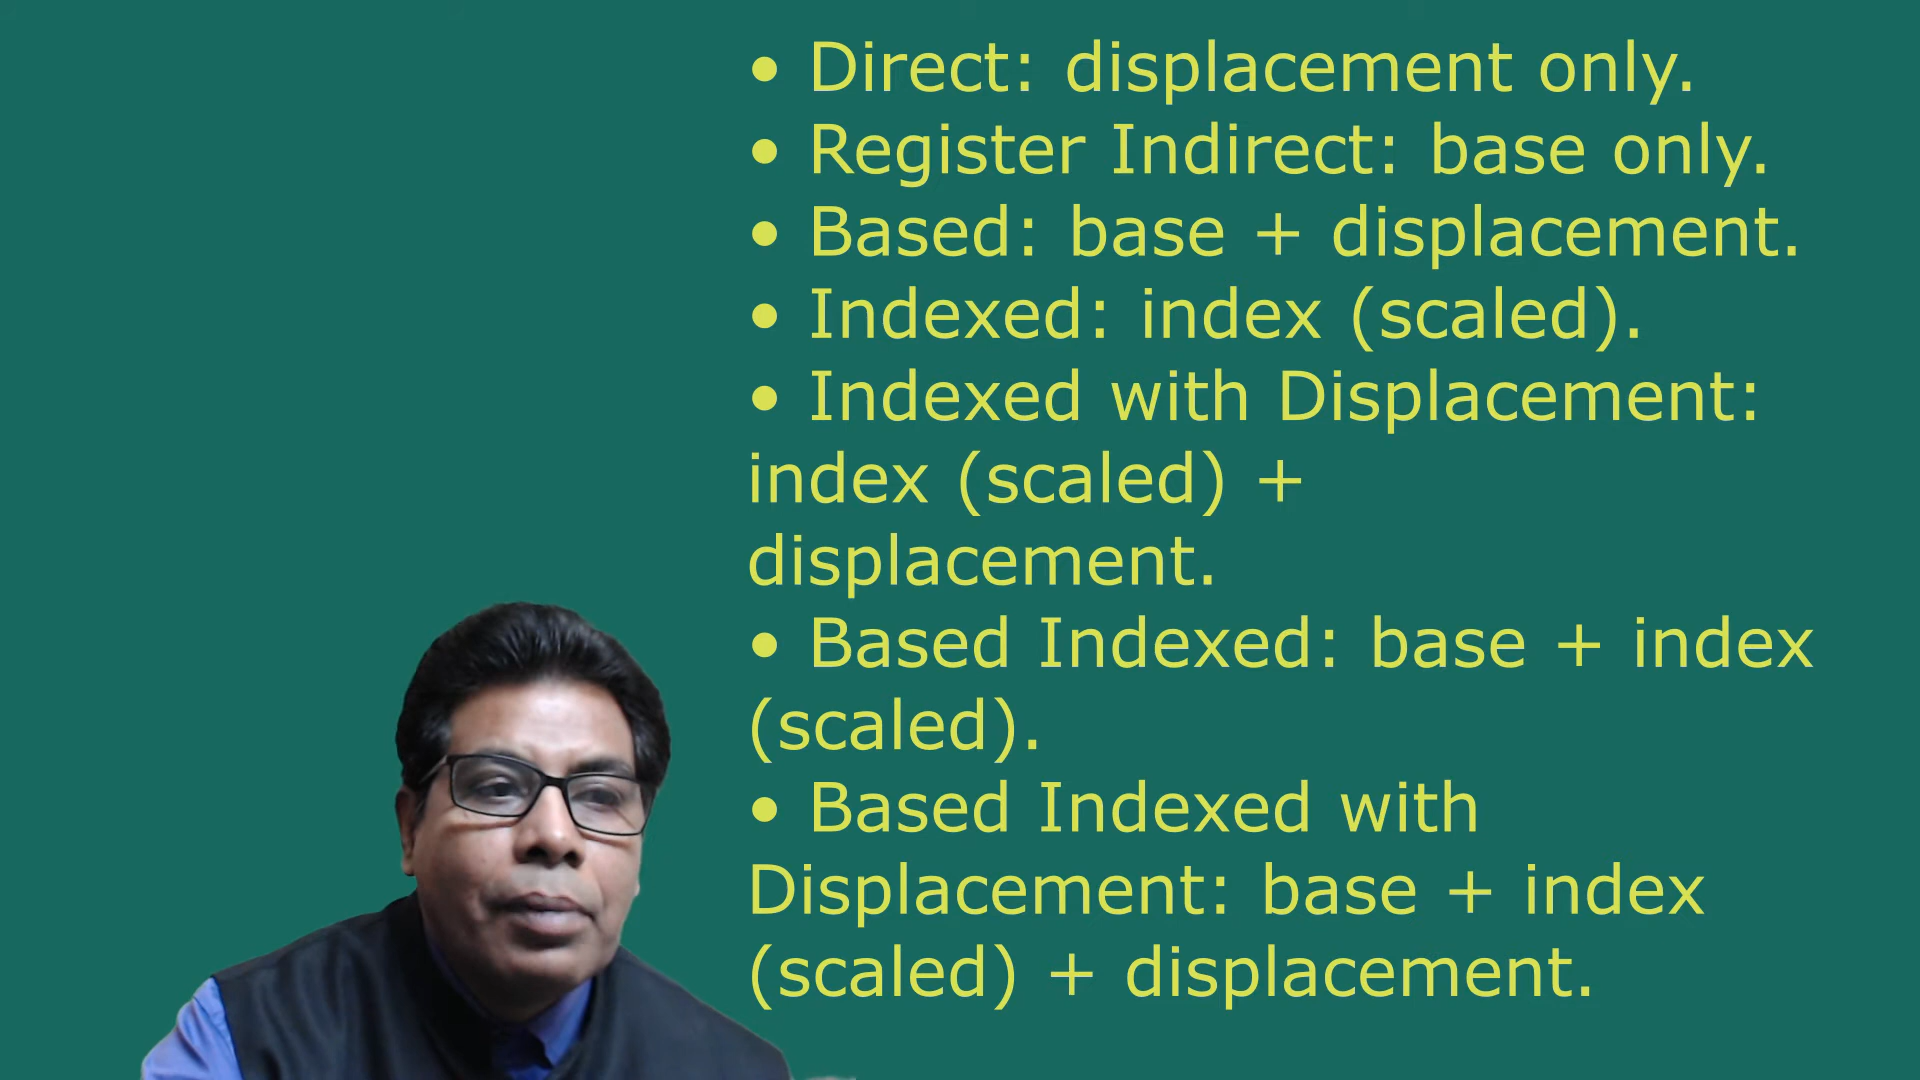 • Direct: displacement only.
• Register Indirect: base only.
• Based: base + displacement.
• Indexed: index (scaled).
• Indexed with Displacement:
index (scaled) +
displacement.
• Based Indexed: base + index
(scaled).
• Based Indexed with
Displacement: base + index
(scaled) + displacement.